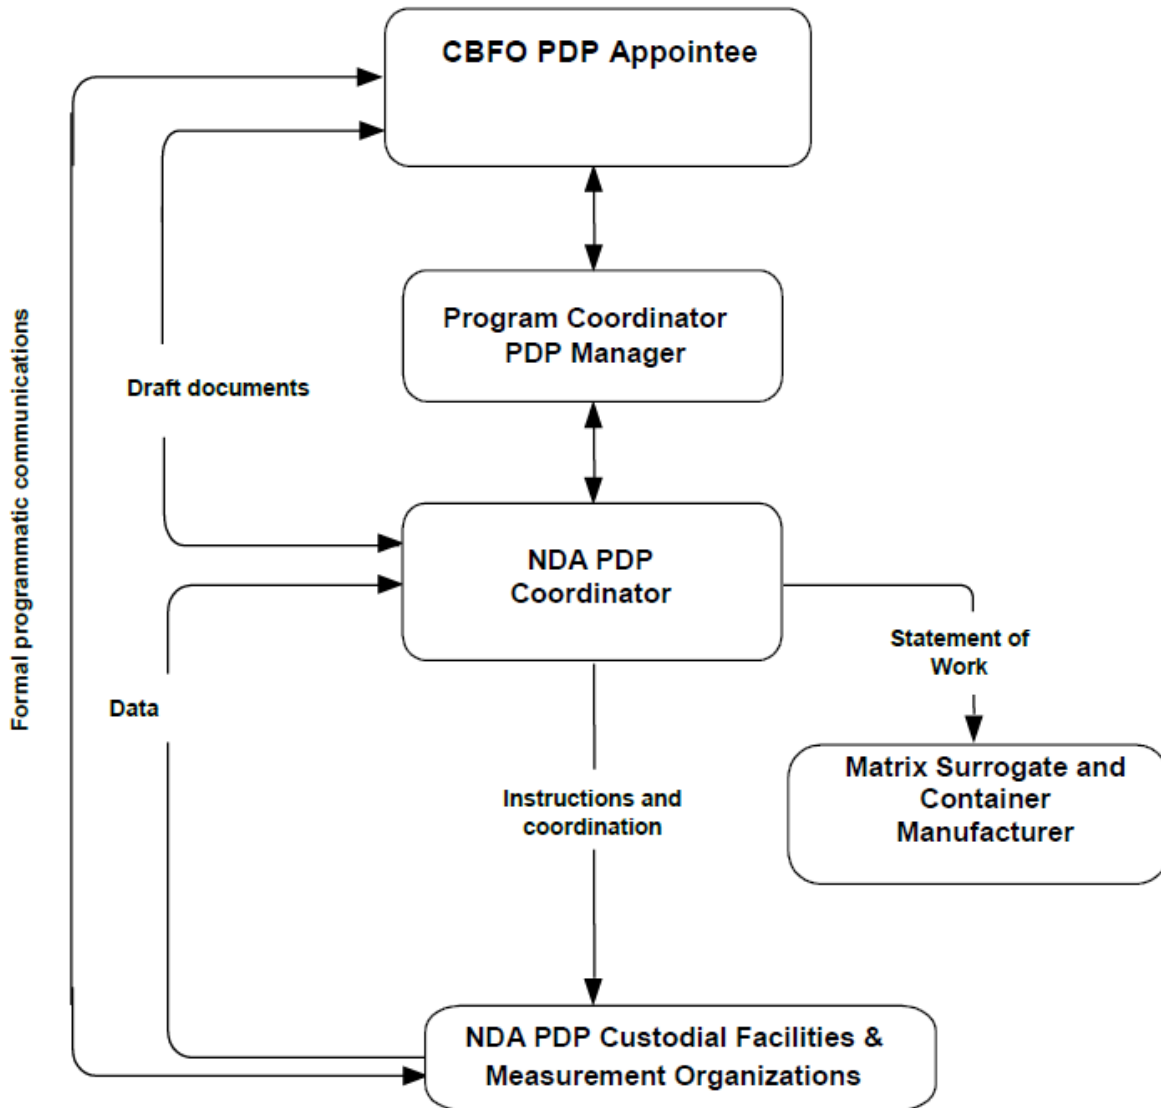 CBFO PDP Appointee
Program Coordinator
PDP Manager
Formal programmatic communications
Draft documents
NDA PDP
Coordinator
Statement of
Work
Data
Matrix Surrogate and
Container
Manufacturer
Instructions and
coordination
NDA PDP Custodial Facilities &
Measurement Organizations